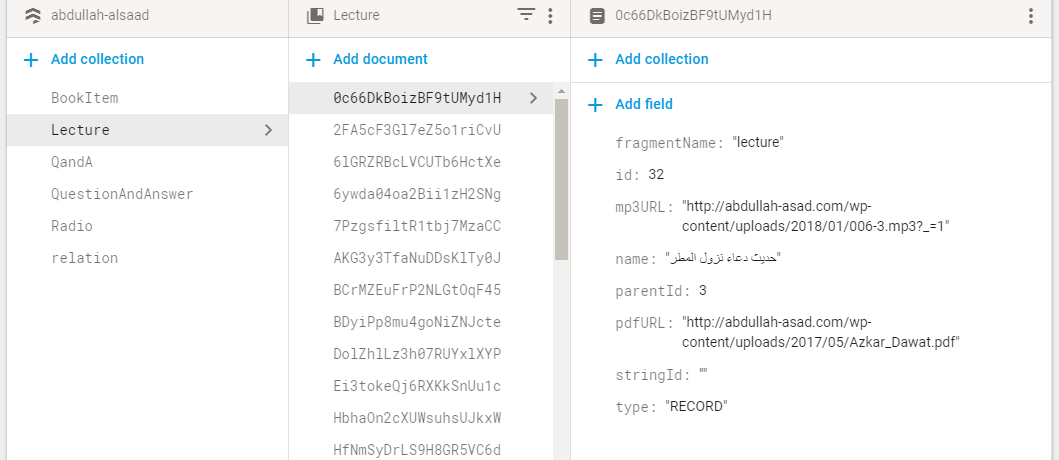 abdullah-alsaad
Add collection
BookItem
Lecture
QandA
QuestionAndAnswer
Radio
relation
Lecture
Add document
0c66DkBoizBF9tUMyd1H
2FA5cF3Gl7eZ5o1riCvU
6lGRZRBcLVCUTb6HctXe
6ywda04oa2Bii1zH2SNg
7PzgsfiltR1tbj7MzaCC
AKG3y3TfaNuDDsKlTy0J
BCrMZEuFrP2NLGtOqF45
BDyiPp8mu4goNiZNJcte
DolZhlLz3h07RUYxlXYP
Ei3tokeQj6RXKkSnUu1c
HbhaOn2cXUWsuhsUJkxW
HfNmSyDrLS9H8GR5VC6d
0c66DkBoizBF9tUMyd1H
Add collection
Add field
fragmentName: "lecture"
id: 32
mp3URL: "http://abdullah-asad.com/wp-
content/uploads/2018/01/006-3.mp3?_=1"
name: "حديث دعاء نزول المطر"
parentId: 3
pdfURL: "http://abdullah-asad.com/wp-
content/uploads/2017/05/Azkar_Dawat.pdf"
stringId: ""
type: "RECORD"